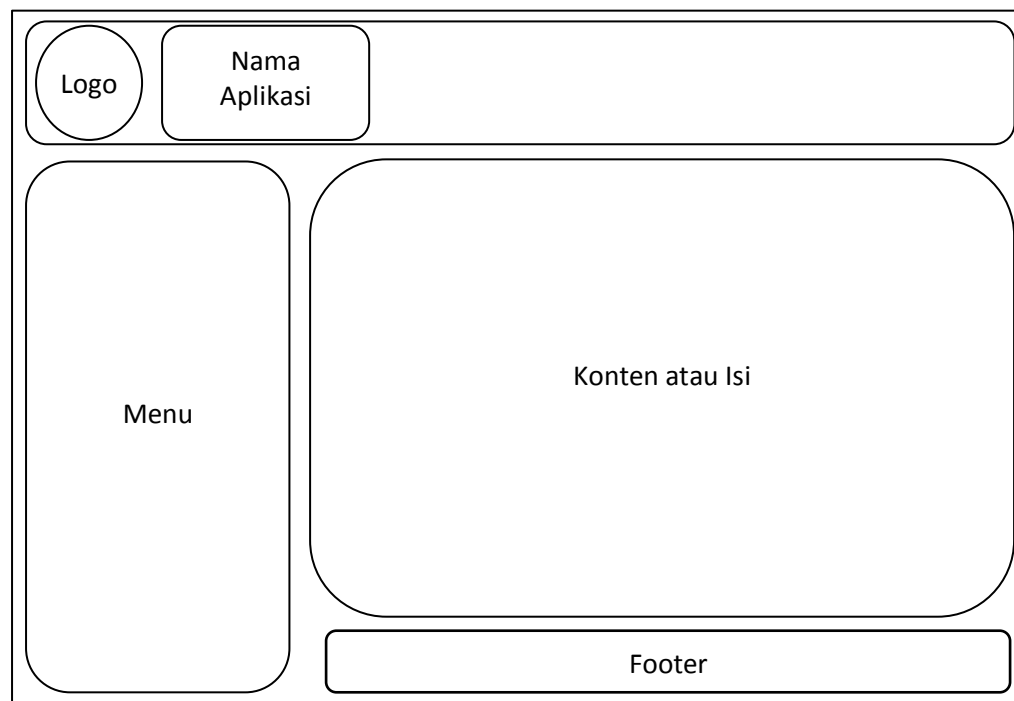 Logo
Nama
Aplikasi
Menu
Konten atau Isi
Footer